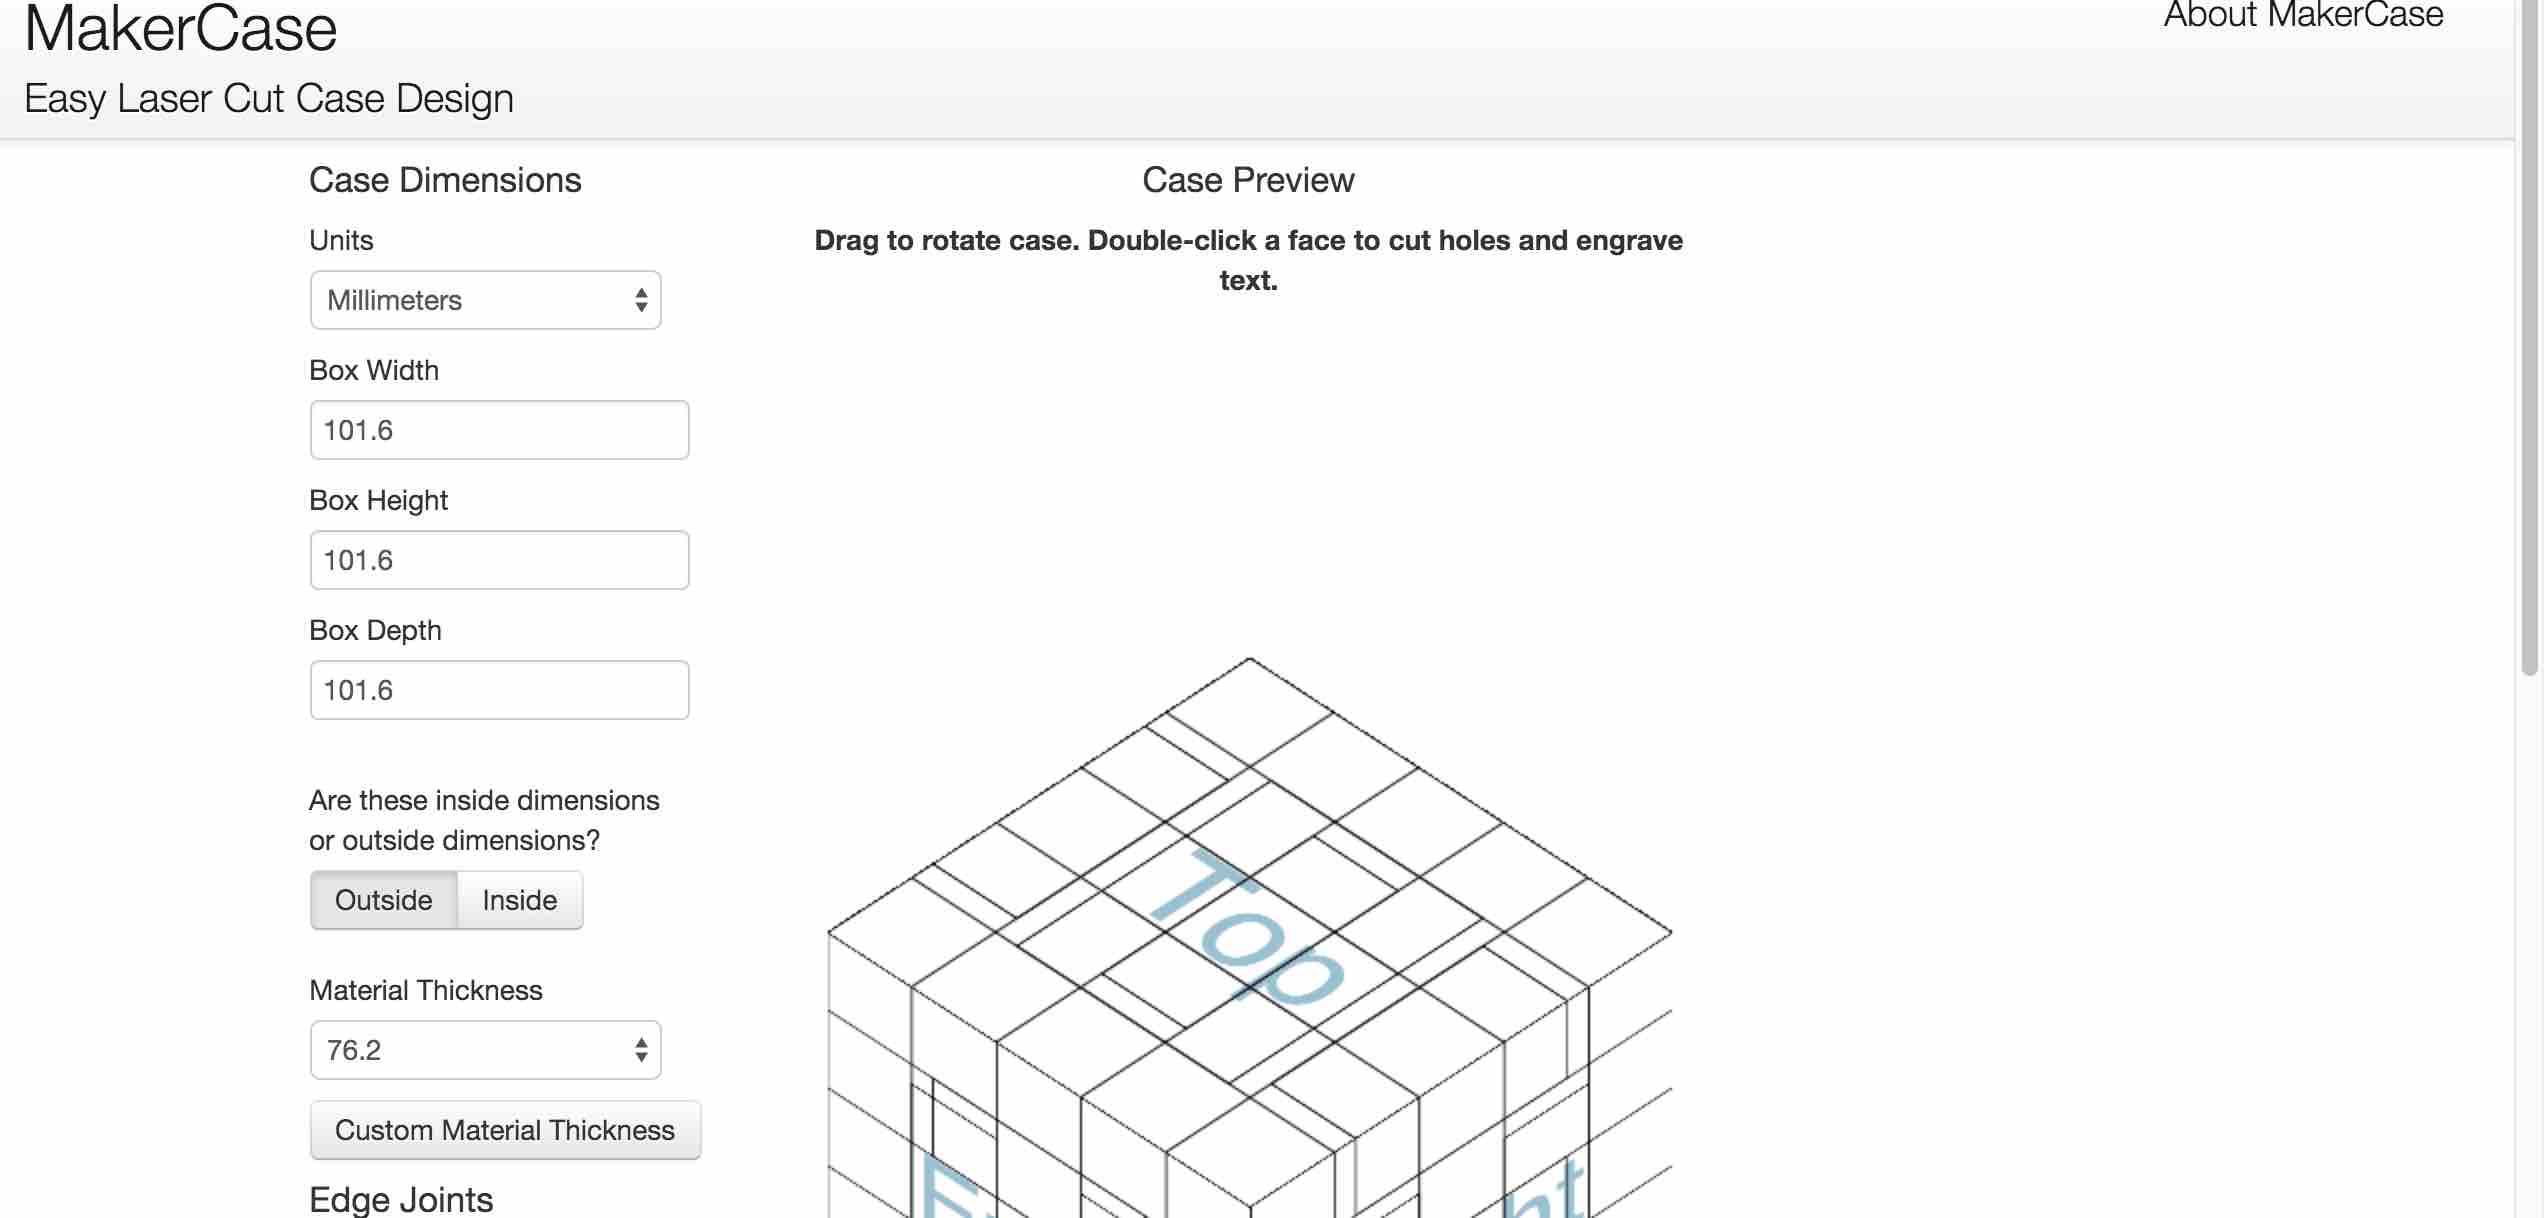 MakerCase
About MakerCase
Easy Laser Cut Case Design
Case Dimensions
Units
Millimeters
Box Width
101.6
Box Height
101.6
Box Depth
101.6
Are these inside dimensions
or outside dimensions?
Outside
Inside
Material Thickness
76.2
Custom Material Thickness
Edge Joints
Case Preview
Drag to rotate case. Double-click a face to cut holes and engrave
text.
Top